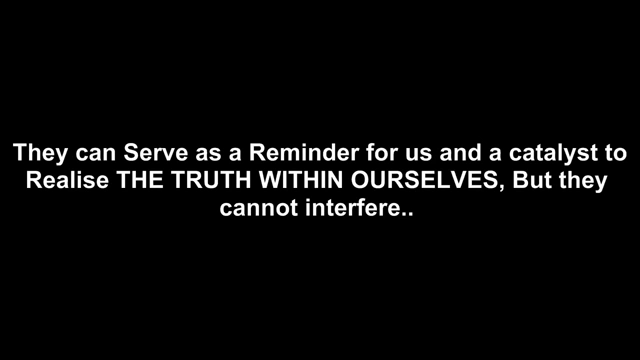 They can Serve as a Reminder for us and a catalyst to
Realise THE TRUTH WITHIN OURSELVES, But they
cannot interfere..